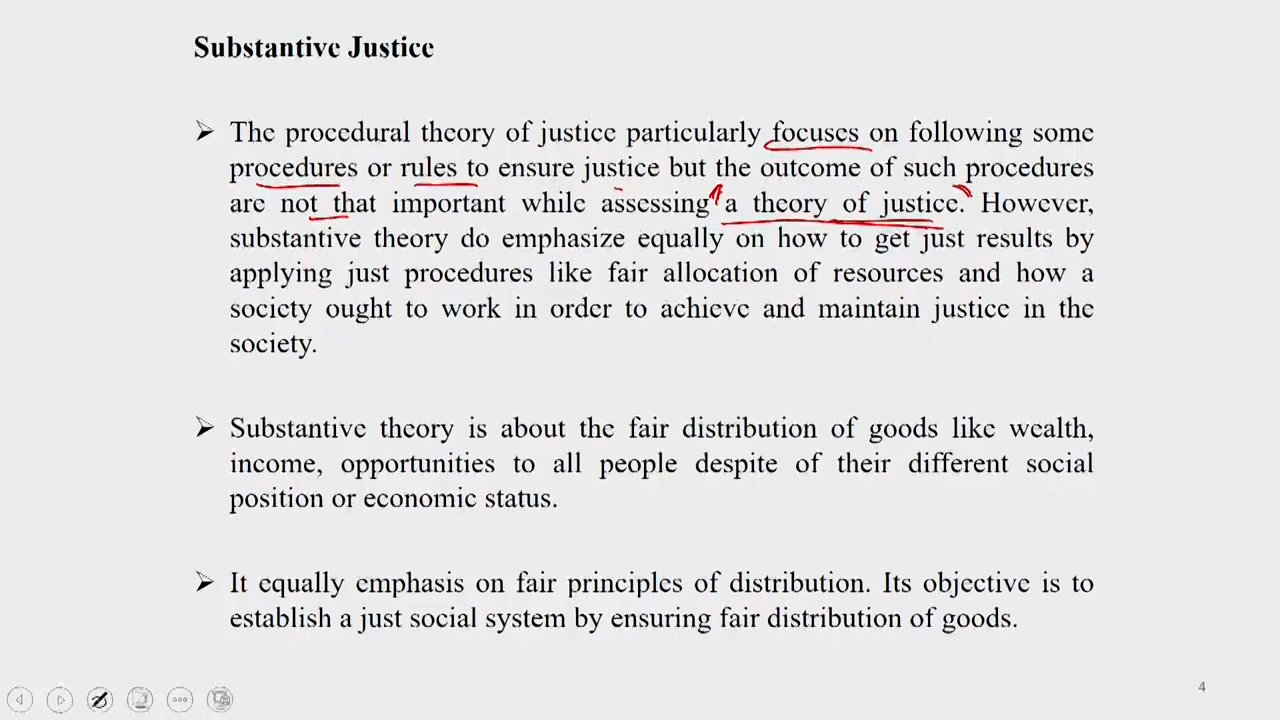 Substantive Justice
➢ The procedural theory of justice particularly focuses on following some
procedures or rules to ensure justice but the outcome of such procedures
are not that important while assessing a theory of justice. However,
substantive theory do emphasize equally on how to get just results by
applying just procedures like fair allocation of resources and how a
society ought to work in order to achieve and maintain justice in the
society.
➢ Substantive theory is about the fair distribution of goods like wealth,
income, opportunities to all people despite of their different social
position or economic status.
➢ It equally emphasis on fair principles of distribution. Its objective is to
establish a just social system by ensuring fair distribution of goods.
4